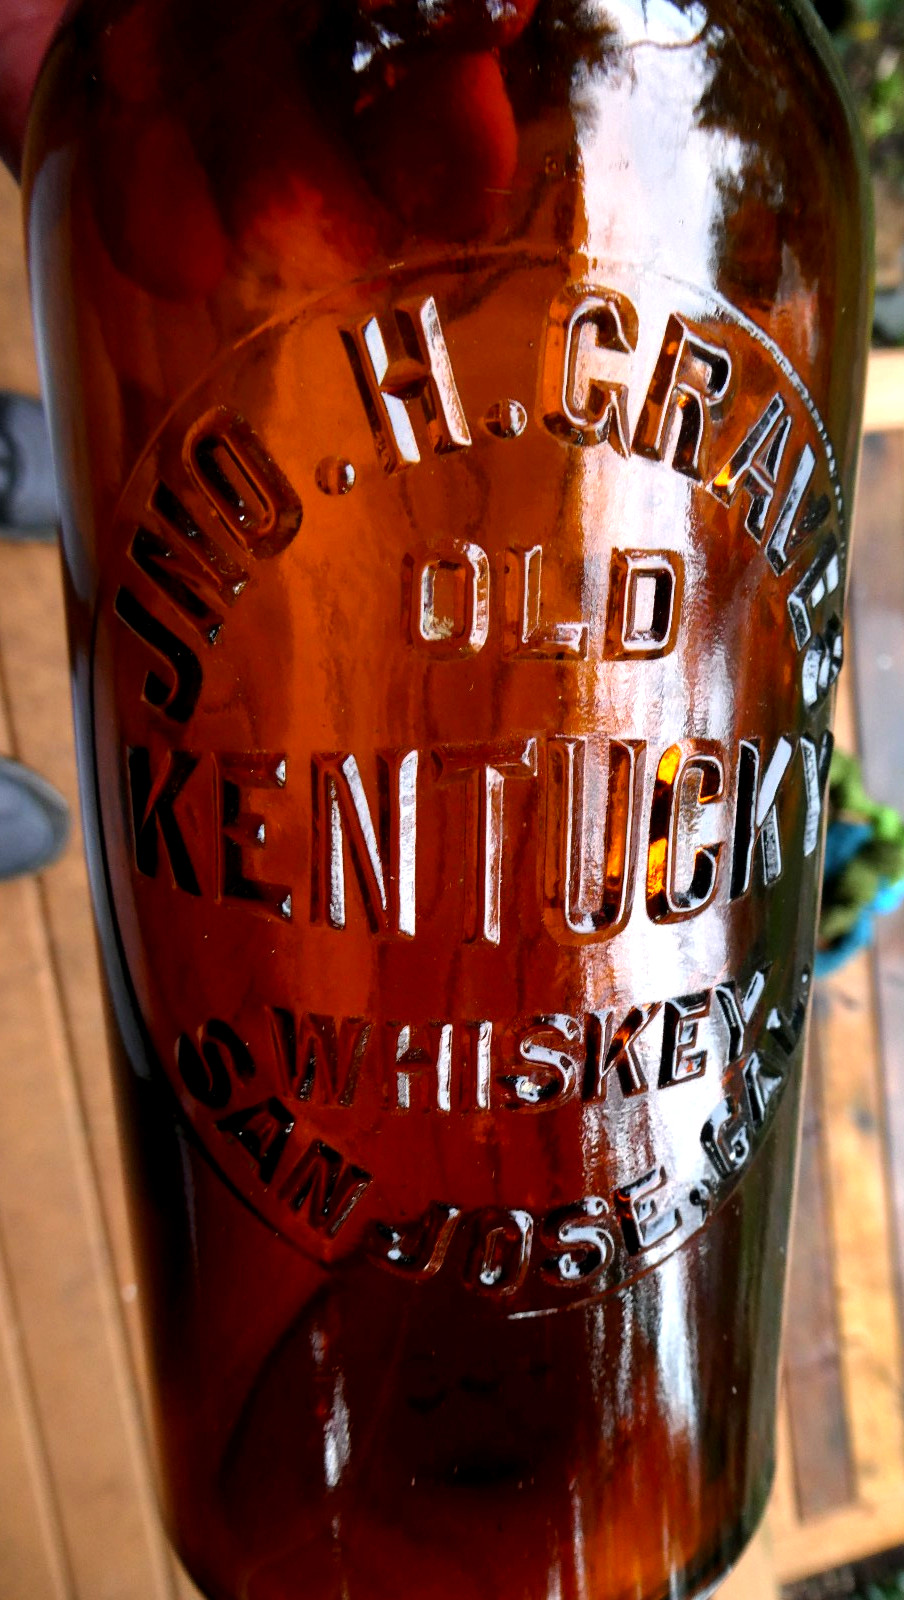 JNO. H. GRAVES
OLD
KENTUCKY
WHISKEY
SAN JOSE, CAL.